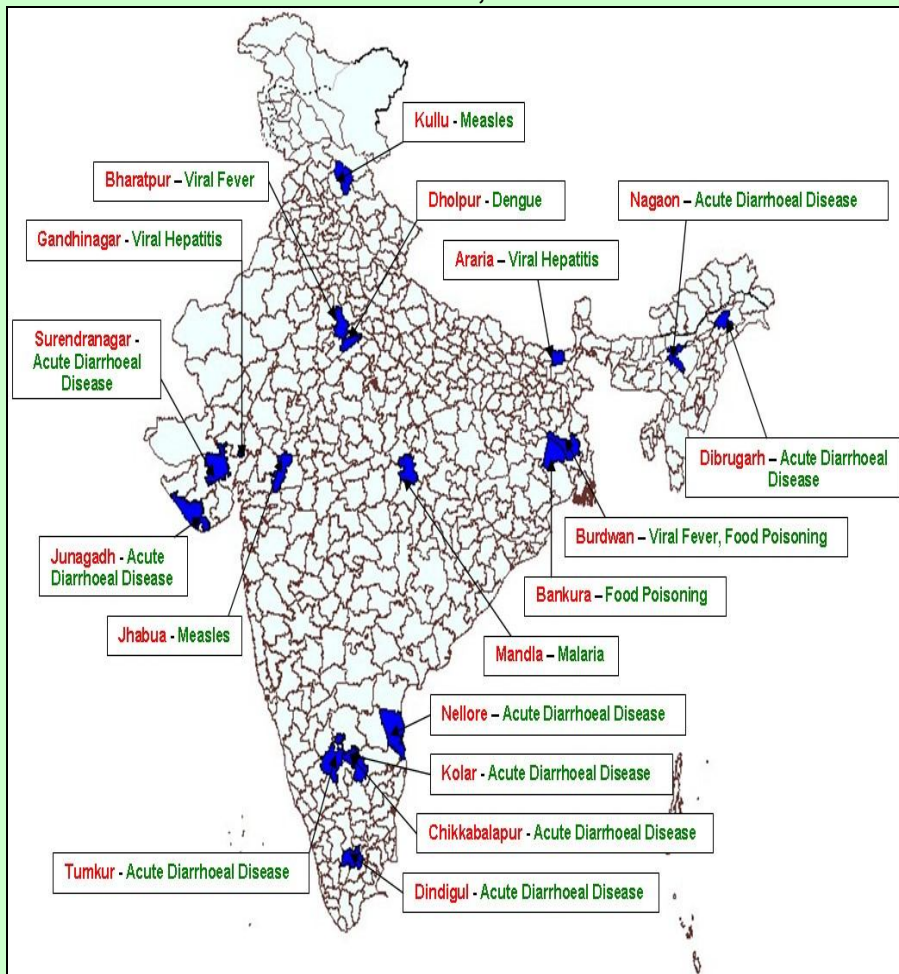 Kullu - Measles
Bharatpur – Viral Fever
Dholpur - Dengue
Nagaon – Acute Diarrhoeal Disease
Gandhinagar - Viral Hepatitis
Araria – Viral Hepatitis
Surendranagar -
Acute Diarrhoeal
Disease
Dibrugarh – Acute Diarrhoeal
Disease
Burdwan – Viral Fever, Food Poisoning
Junagadh - Acute
Diarrhoeal Disease
Bankura – Food Poisoning
Jhabua - Measles
Mandla – Malaria
Nellore – Acute Diarrhoeal Disease
Kolar - Acute Diarrhoeal Disease
Chikkabalapur - Acute Diarrhoeal Disease
Tumkur - Acute Diarrhoeal Disease
Dindigul - Acute Diarrhoeal Disease